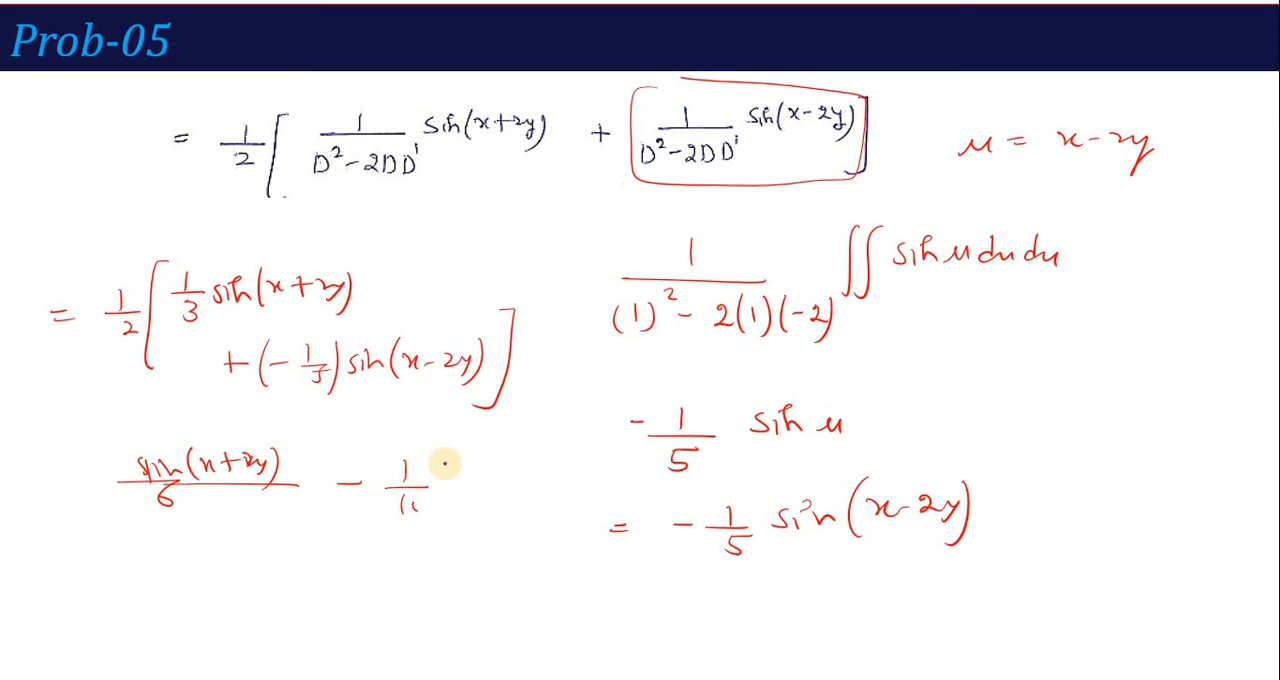 Prob-05
= 1/2 [ 1/(D² - 2DD') sin(x+2y) + 1/(D² - 2DD') sin(x-2y) ]
u = x-2y
1/((1)² - 2(1)(-2)) ∬ sin u du du
= 1/2 [ 1/3 sin(x+2y)
+ (-1/5) sin(x-2y) ]
- 1/5 sin u
sin(x+2y)/6 - 1/10
= - 1/5 sin(x-2y)